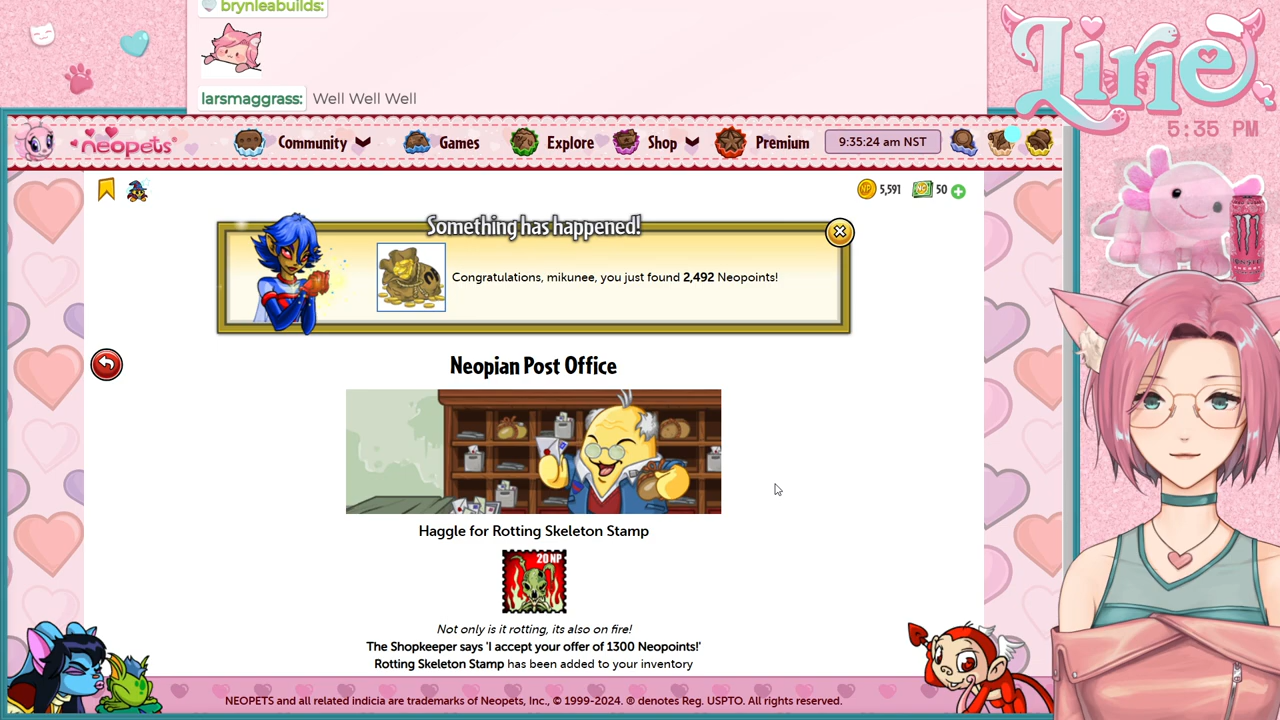 brynleabuilds:
larsmaggrass: Well Well Well
Lirie
5:35 PM
neopets
Community
Games
Explore
Shop
Premium
9:35:24 am NST
NP 5,591
NC 50
Something has happened!
Congratulations, nikunee, you just found 2,492 Neopoints!
Neopian Post Office
Haggle for Rotting Skeleton Stamp
20 NP
Not only is it rotting, its also on fire!
The Shopkeeper says 'I accept your offer of 1300 Neopoints!'
Rotting Skeleton Stamp has been added to your inventory
NEOPETS and all related indicia are trademarks of Neopets, Inc., © 1999-2024. ® denotes Reg. USPTO. All rights reserved.